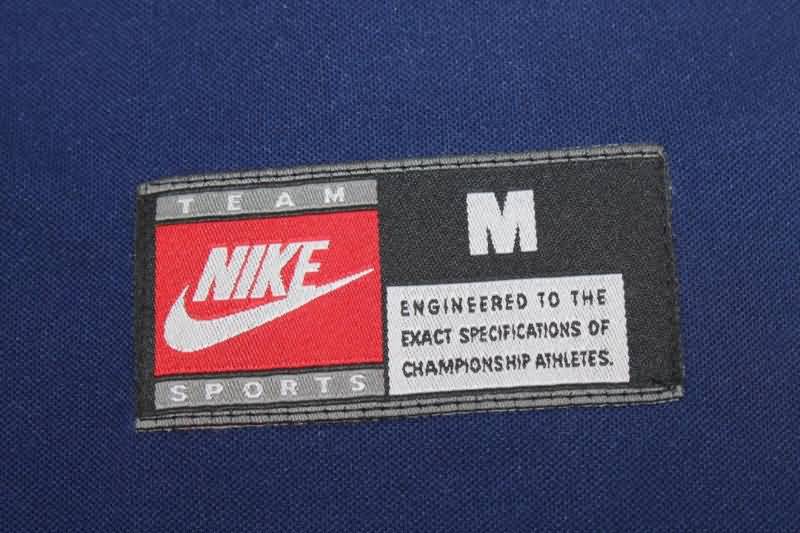 TEAM
NIKE
SPORTS
M
ENGINEERED TO THE
EXACT SPECIFICATIONS OF
CHAMPIONSHIP ATHLETES.